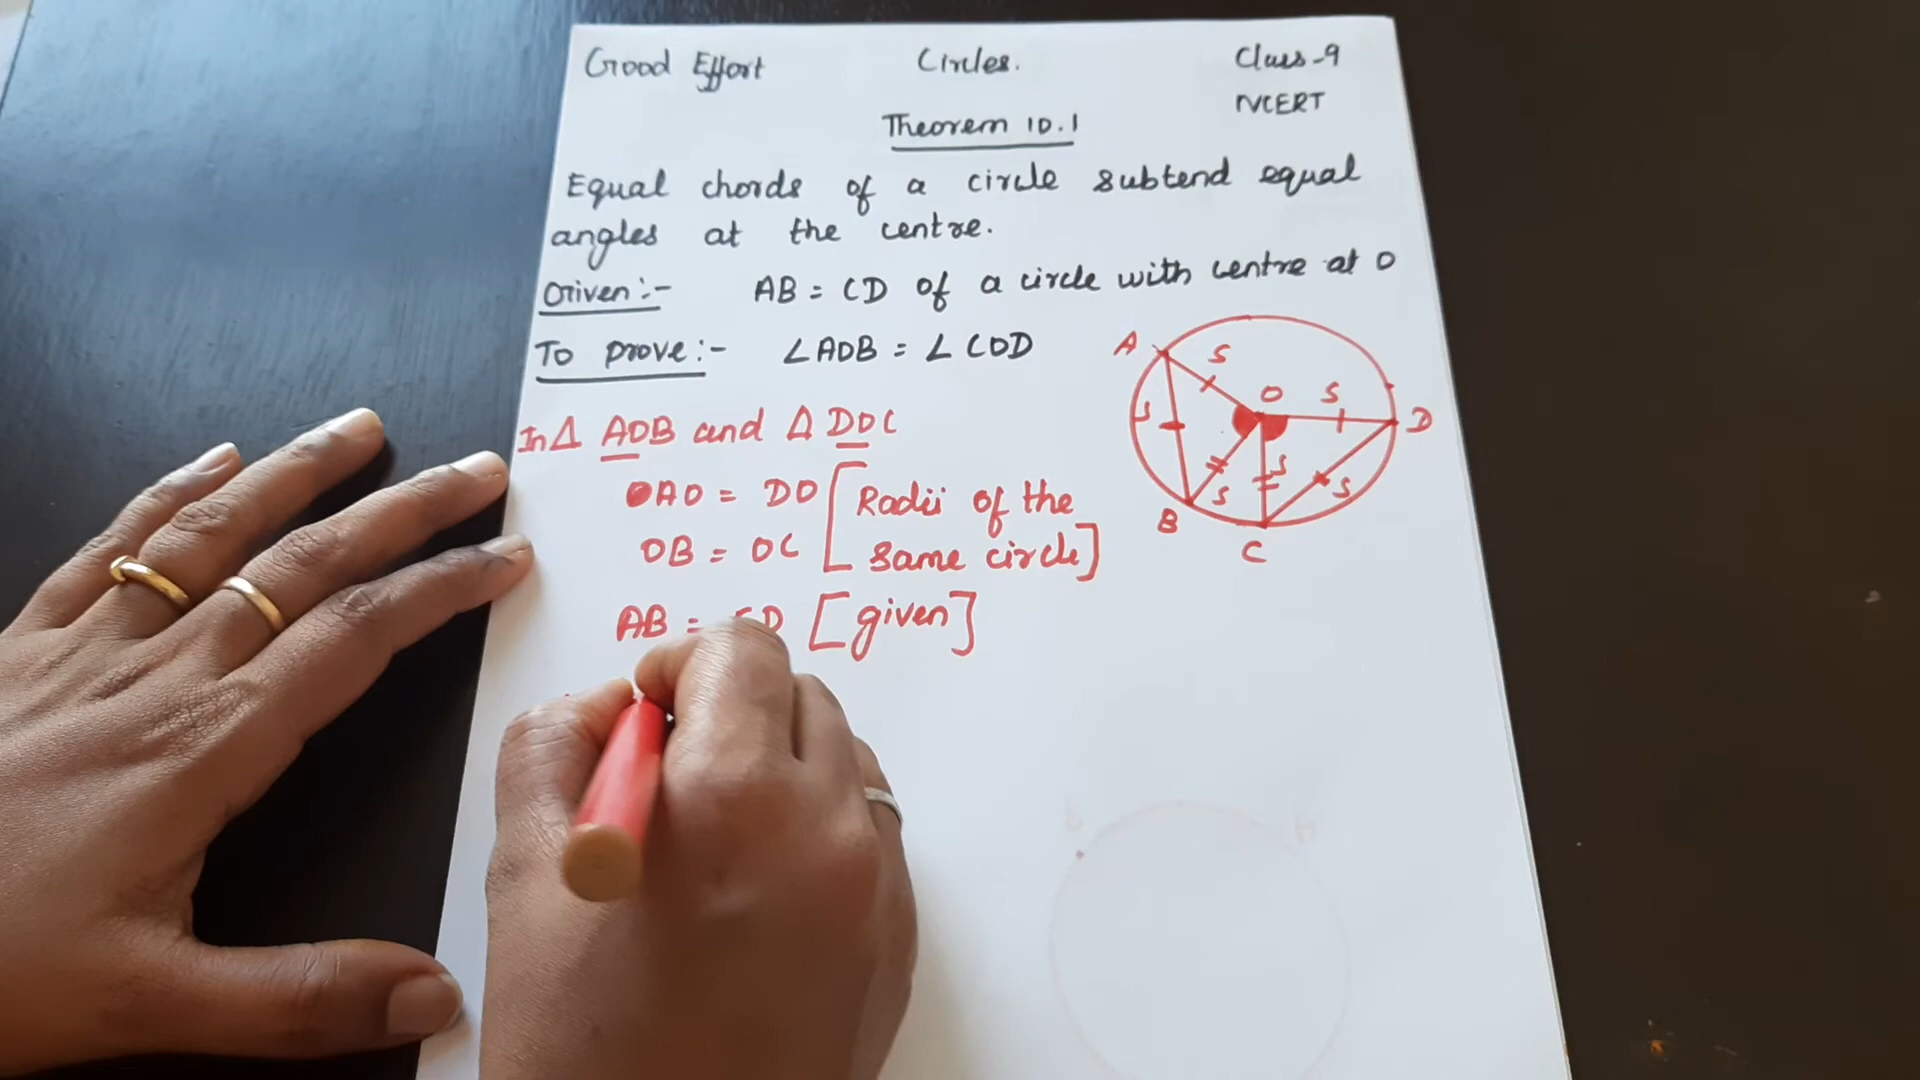 Good Effort Circles. Class-9
NCERT
Theorem 10.1
Equal chords of a circle subtend equal
angles at the centre.
Given:- AB = CD of a circle with centre at O
To prove:- ∠AOB = ∠COD
In Δ AOB and Δ DOC
AO = DO [Radii of the
OB = OC same circle]
AB = CD [given]
A S
O S
S D
S
S S
B
C